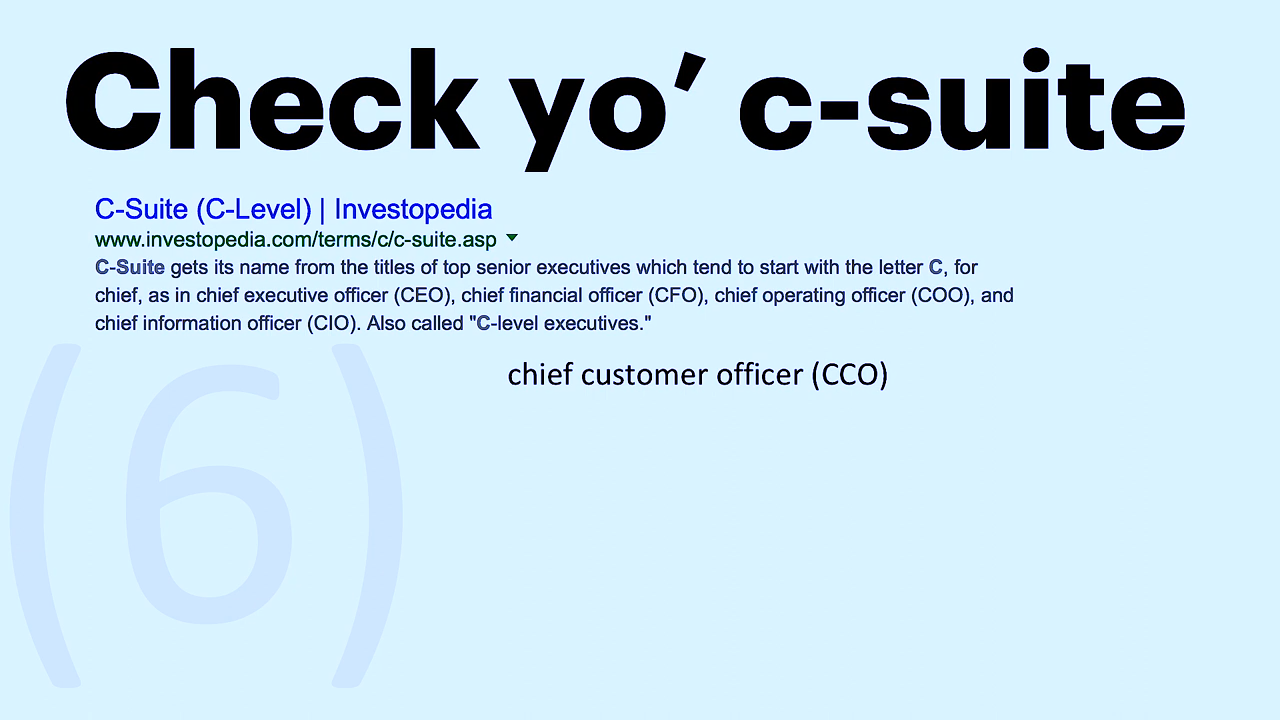 Check yo’ c-suite
C-Suite (C-Level) | Investopedia
www.investopedia.com/terms/c/c-suite.asp
C-Suite gets its name from the titles of top senior executives which tend to start with the letter C, for
chief, as in chief executive officer (CEO), chief financial officer (CFO), chief operating officer (COO), and
chief information officer (CIO). Also called "C-level executives."
chief customer officer (CCO)
(6)